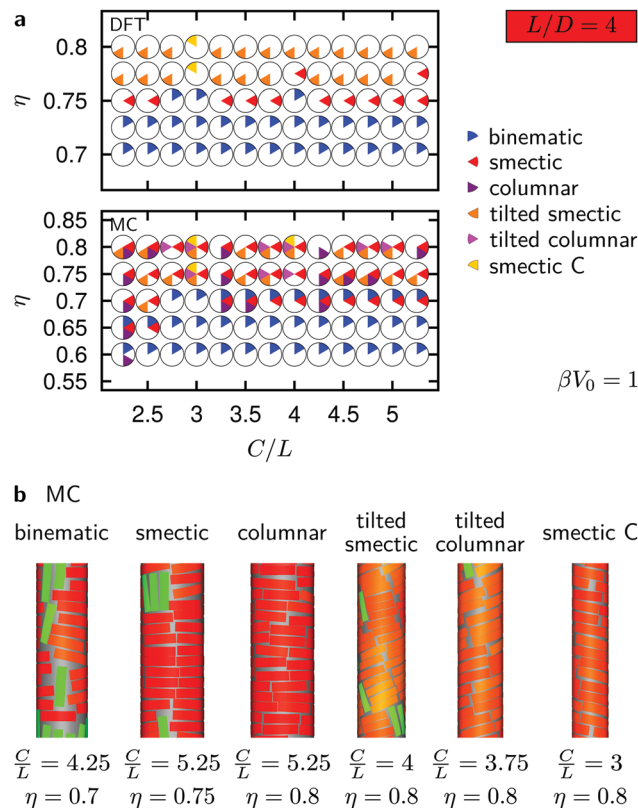 a
DFT
L/D = 4
0.8
0.75
0.7
η
binematic
smectic
columnar
tilted smectic
tilted columnar
smectic C
MC
0.85
0.8
0.75
0.7
0.65
0.6
0.55
η
βV₀ = 1
2.5 3 3.5 4 4.5 5
C/L
b MC
binematic smectic columnar tilted smectic tilted columnar smectic C
C/L = 4.25 C/L = 5.25 C/L = 5.25 C/L = 4 C/L = 3.75 C/L = 3
η = 0.7 η = 0.75 η = 0.8 η = 0.8 η = 0.8 η = 0.8